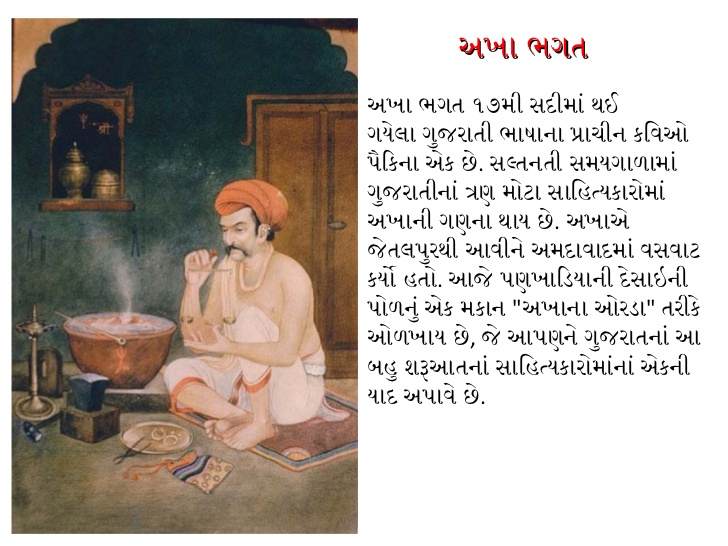 અખા ભગત
શ્રી
અખા ભગત ૧૭મી સદીમાં થઈ
ગયેલા ગુજરાતી ભાષાના પ્રાચીન કવિઓ
પૈકિના એક છે. સલ્તનતી સમયગાળામાં
ગુજરાતીનાં ત્રણ મોટા સાહિત્યકારોમાં
અખાની ગણના થાય છે. અખાએ
જેતલપુરથી આવીને અમદાવાદમાં વસવાટ
કર્યો હતો. આજે પણખાડિયાની દેસાઇની
પોળનું એક મકાન "અખાના ઓરડા" તરીકે
ઓળખાય છે, જે આપણને ગુજરાતનાં આ
બહુ શરૂઆતનાં સાહિત્યકારોમાંનાં એકની
યાદ અપાવે છે.